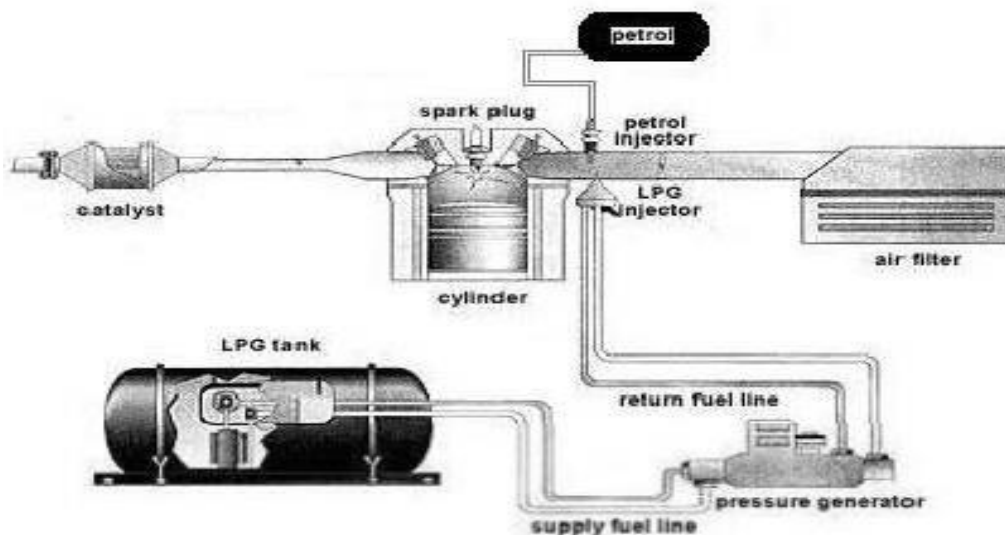 petrol
spark plug
petrol
injector
LPG
injector
catalyst
air filter
cylinder
LPG tank
return fuel line
pressure generator
supply fuel line